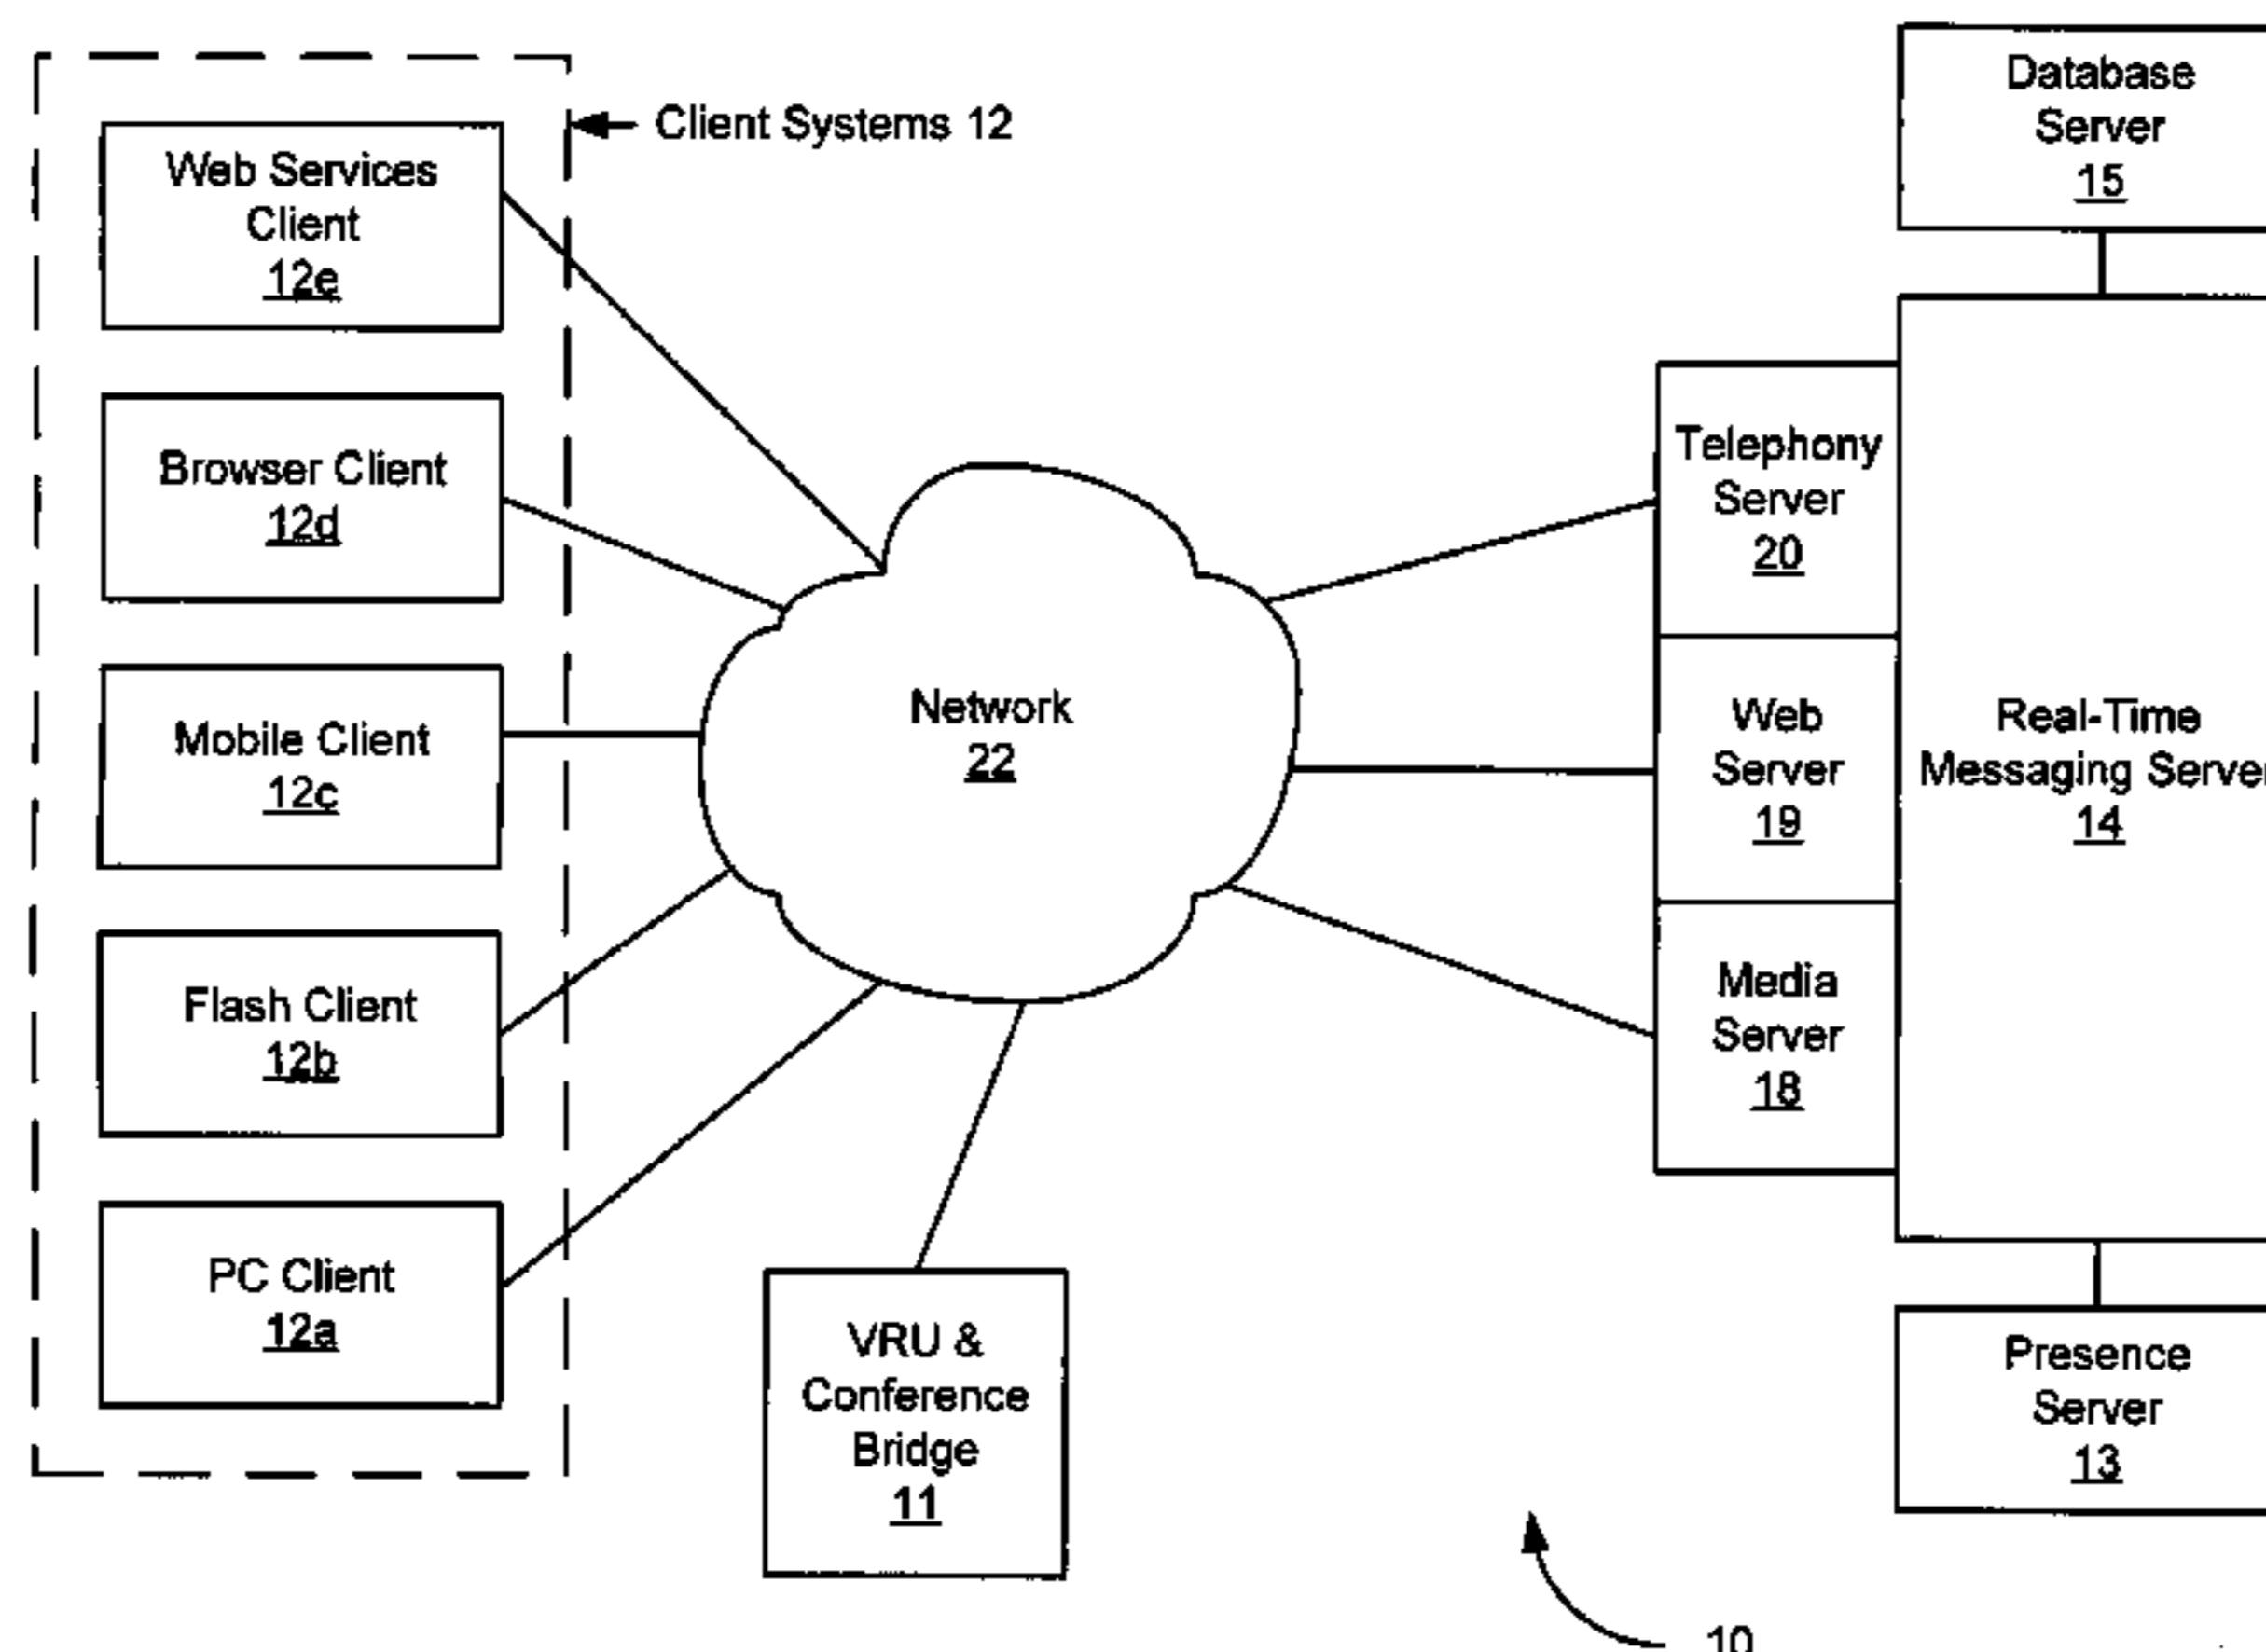 Client Systems 12
Web Services
Client
12e
Browser Client
12d
Mobile Client
12c
Flash Client
12b
PC Client
12a
Network
22
VRU &
Conference
Bridge
11
Database
Server
15
Telephony
Server
20
Web
Server
19
Media
Server
18
Real-Time
Messaging Server
14
Presence
Server
13
10